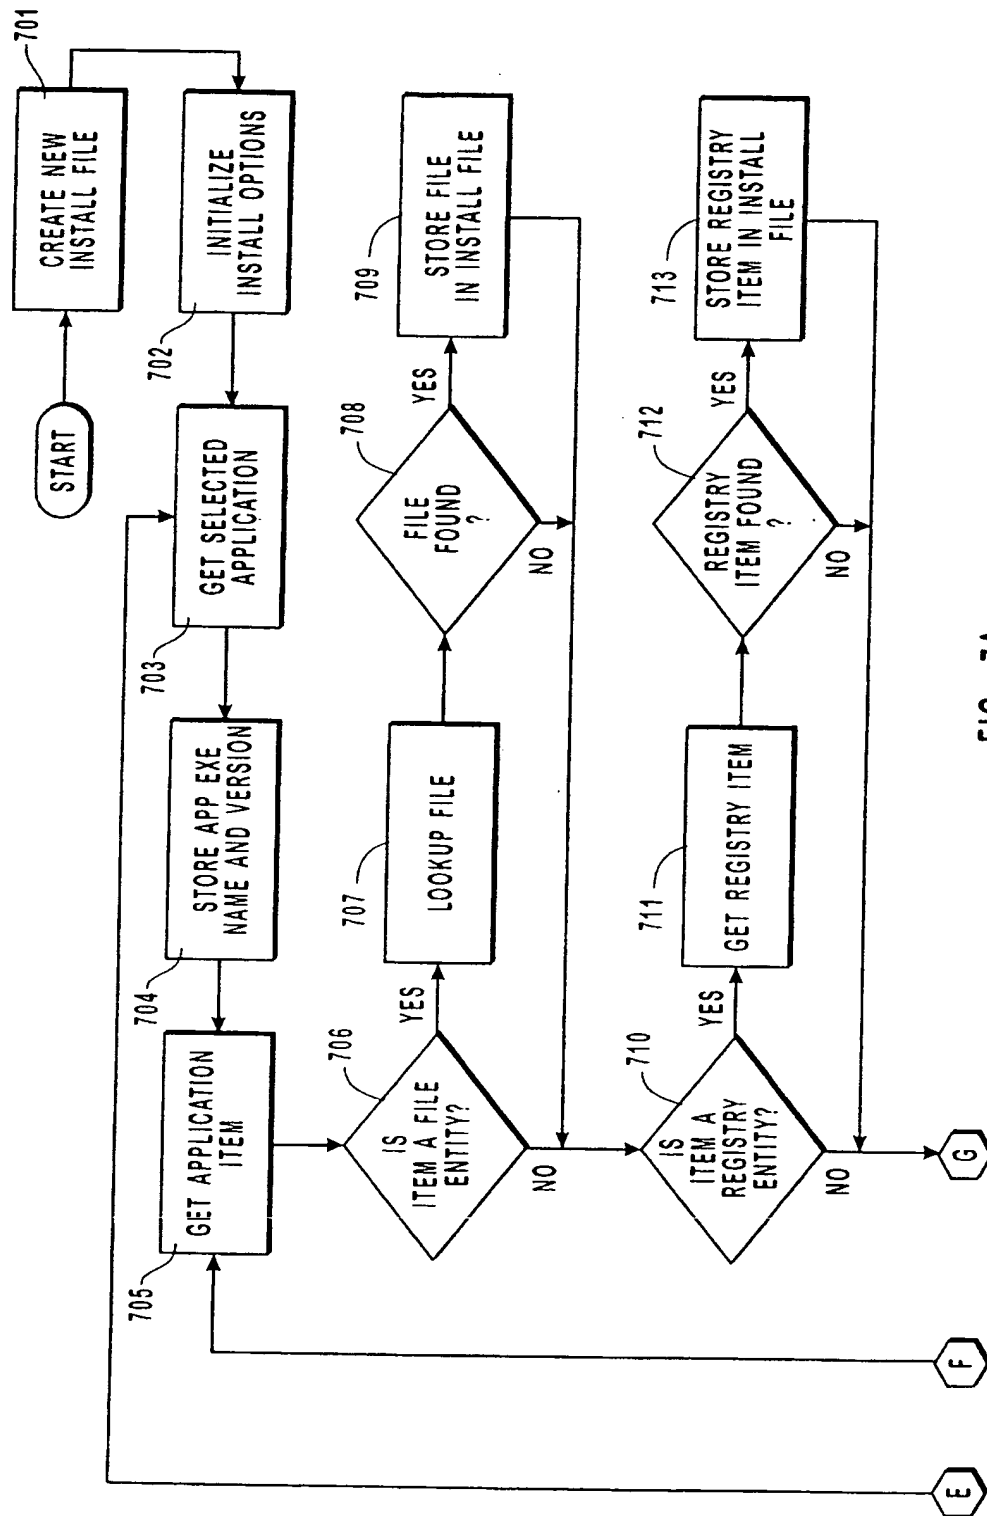 START
701
CREATE NEW
INSTALL FILE
702
INITIALIZE
INSTALL OPTIONS
703
GET SELECTED
APPLICATION
704
STORE APP EXE
NAME AND VERSION
705
GET APPLICATION
ITEM
706
IS
ITEM A FILE
ENTITY?
YES
NO
707
LOOKUP FILE
708
FILE
FOUND
?
YES
NO
709
STORE FILE
IN INSTALL FILE
710
IS
ITEM A
REGISTRY
ENTITY?
YES
NO
711
GET REGISTRY ITEM
712
REGISTRY
ITEM FOUND
?
YES
NO
713
STORE REGISTRY
ITEM IN INSTALL
FILE
E
F
G